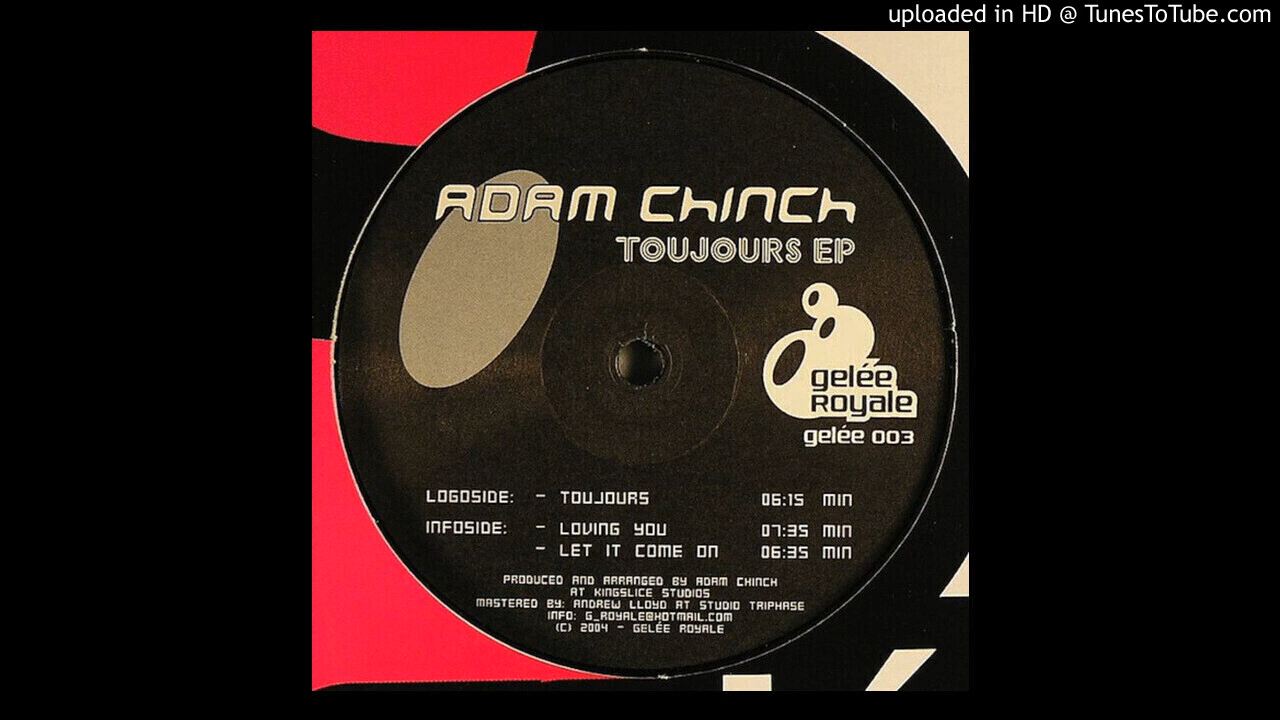 uploaded in HD @ TunesToTube.com
ADAM CHINCH
TOUJOURS EP
gelée
Royale
gelée 003
LOGOSIDE: - TOUJOURS 06:15 MIN
INFOSIDE: - LOVING YOU 07:35 MIN
- LET IT COME ON 06:35 MIN
PRODUCED AND ARRANGED BY ADAM CHINCH
AT KINGSLICE STUDIOS
MASTERED BY: ANDREW LLOYD AT STUDIO TRIPHASE
INFO: G_ROYALE@HOTMAIL.COM
(C) 2004 - GELÉE ROYALE